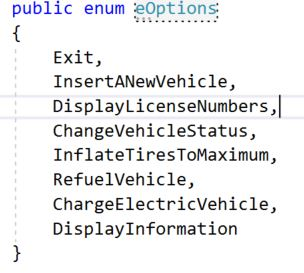 public enum eOptions
{
Exit,
InsertANewVehicle,
DisplayLicenseNumbers,
ChangeVehicleStatus,
InflateTiresToMaximum,
RefuelVehicle,
ChargeElectricVehicle,
DisplayInformation
}